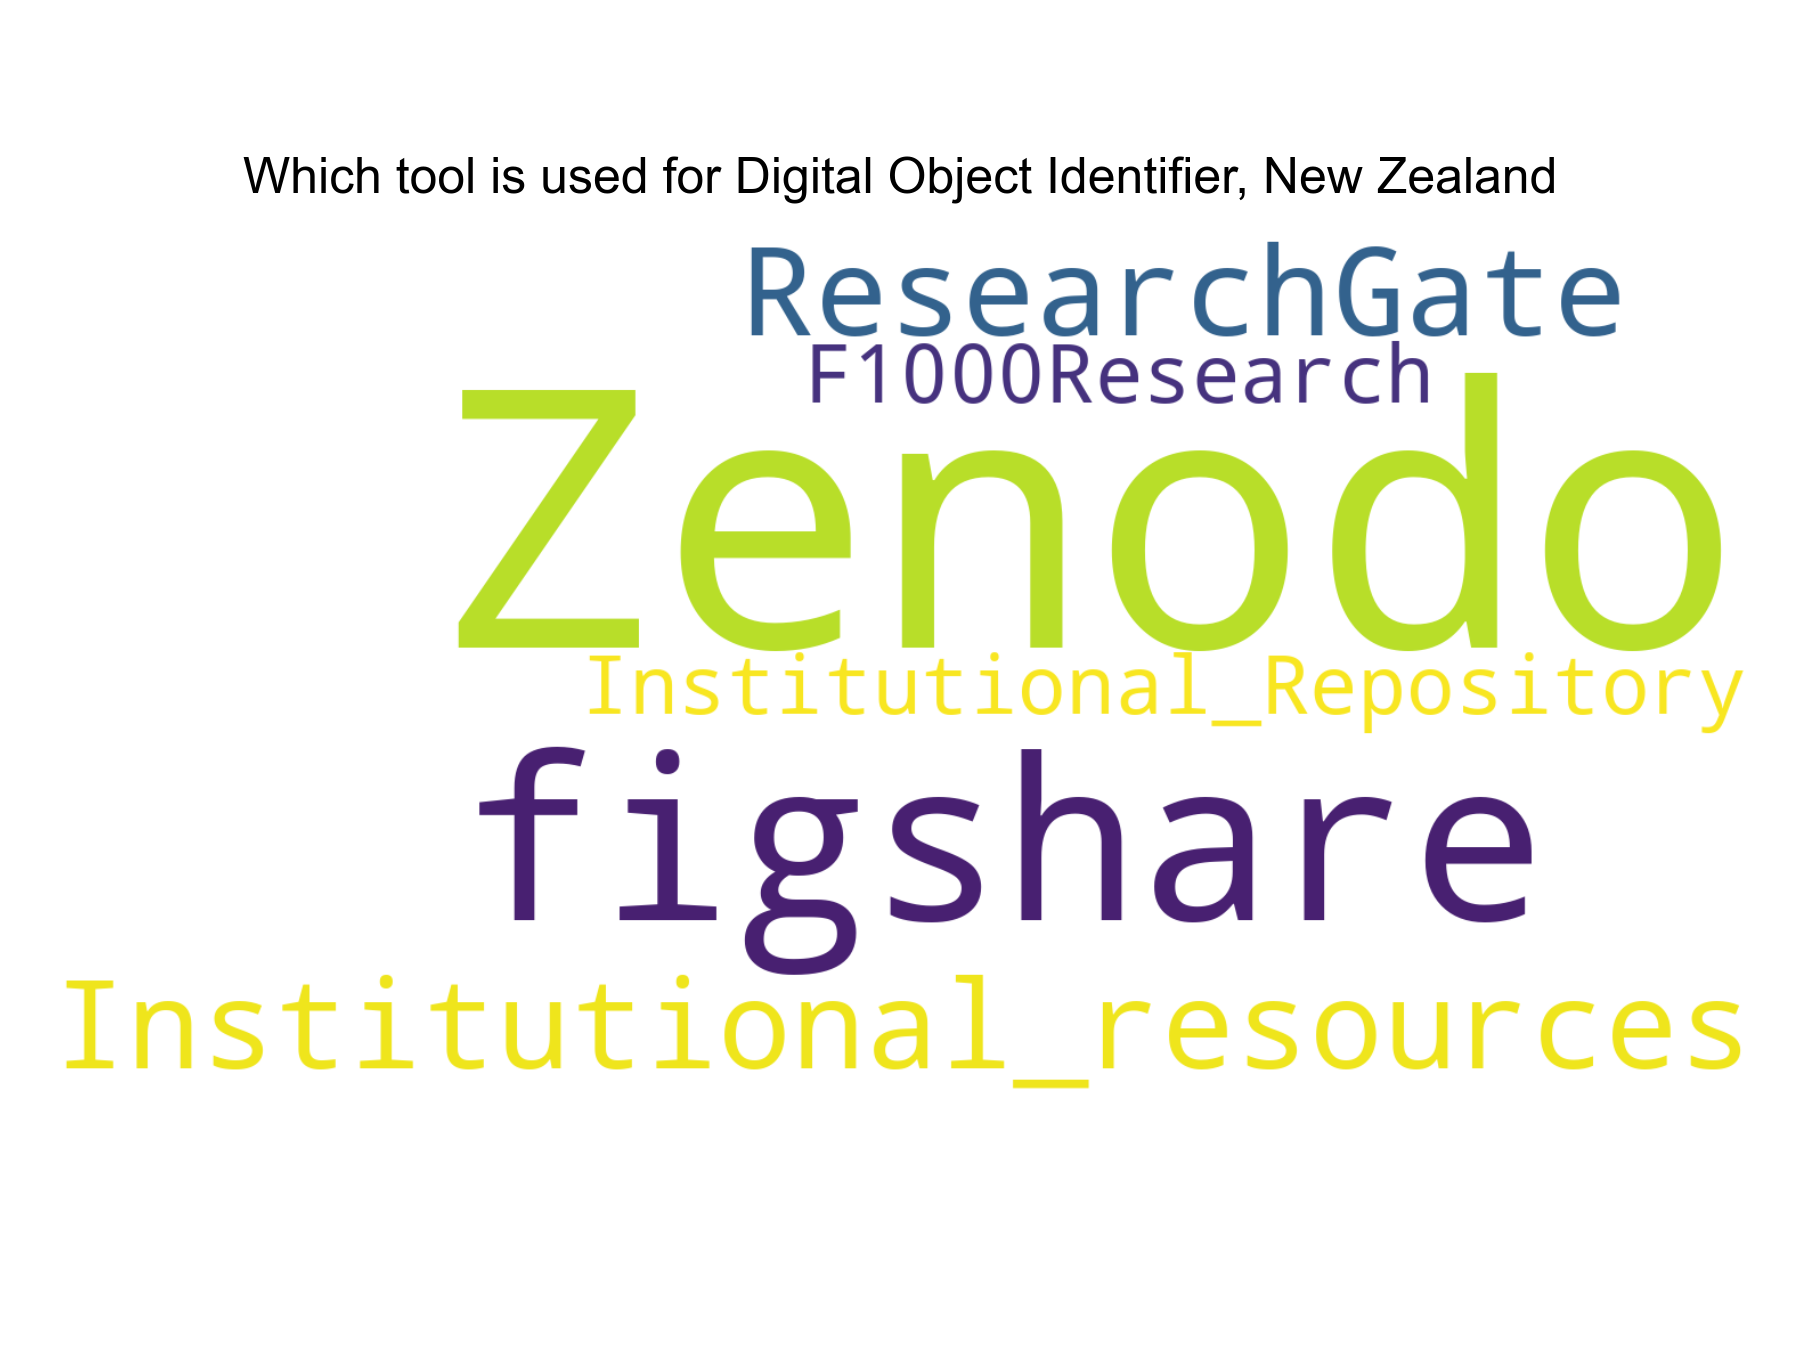 Which tool is used for Digital Object Identifier, New Zealand
ResearchGate
F1000Research
Zenodo
Institutional_Repository
figshare
Institutional_resources